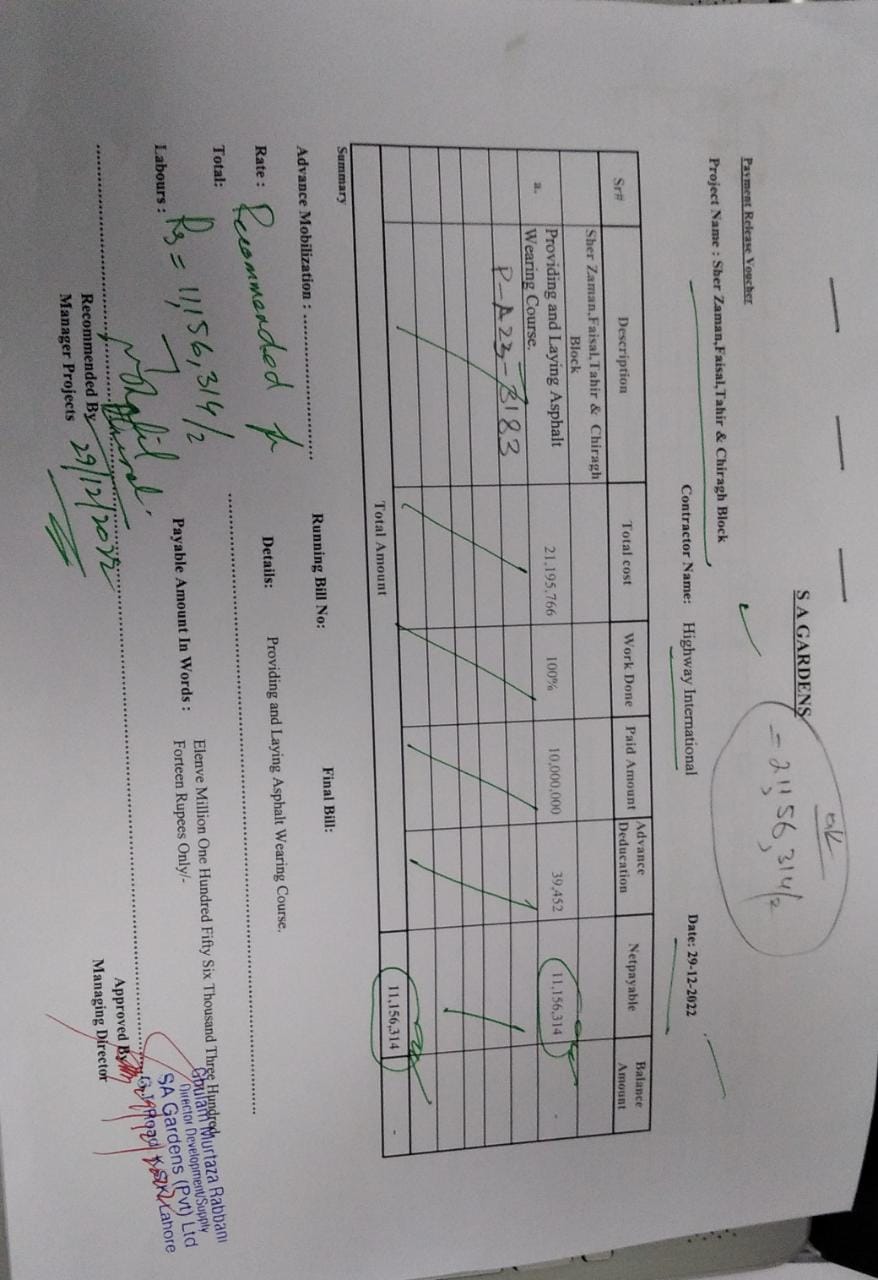 S A GARDENS
ok
= 21,156,314/2
Payment Release Voucher
Project Name : Sher Zaman,Faisal,Tahir & Chiragh Block
Contractor Name: Highway International
Date: 29-12-2022
Sr# Description Total cost Work Done Paid Amount Advance Deducation Netpayable Balance Amount
Sher Zaman,Faisal,Tahir & Chiragh
Block
a. Providing and Laying Asphalt Wearing Course. 21,195,766 100% 10,000,000 39,452 11,156,314 -
P-A23-3183
Total Amount 11,156,314 -
Summary
Advance Mobilization : ........................ Running Bill No: Final Bill:
Rate : Recommended for Details: Providing and Laying Asphalt Wearing Course.
Total: Rs = 11,156,314/2
Labours : Payable Amount In Words : Elenve Million One Hundred Fifty Six Thousand Three Hundred
Forteen Rupees Only/-
Recommended By
Manager Projects
29/12/2022
Approved By
Managing Director
Ghulam Murtaza Rabbani
Director Development/Supply
SA Gardens (Pvt) Ltd
G.T Road K.S.K Lahore